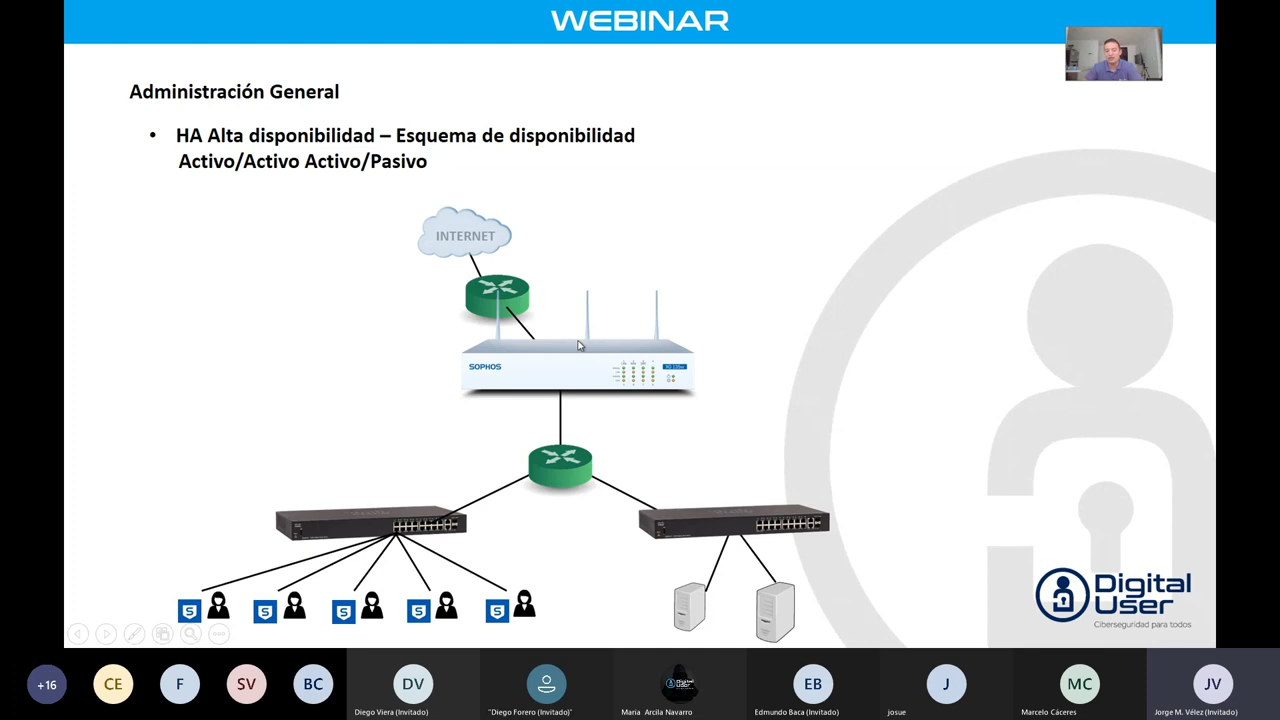 WEBINAR
Administración General
• HA Alta disponibilidad – Esquema de disponibilidad
Activo/Activo Activo/Pasivo
INTERNET
SOPHOS
S
S
S
S
S
Digital
User
Ciberseguridad para todos
+16
CE
F
SV
BC
DV
EB
J
MC
JV
Diego Viera (Invitado)
"Diego Forero (Invitado)"
Maria Arcila Navarro
Edmundo Baca (Invitado)
josue
Marcelo Cáceres
Jorge M. Vélez (Invitado)